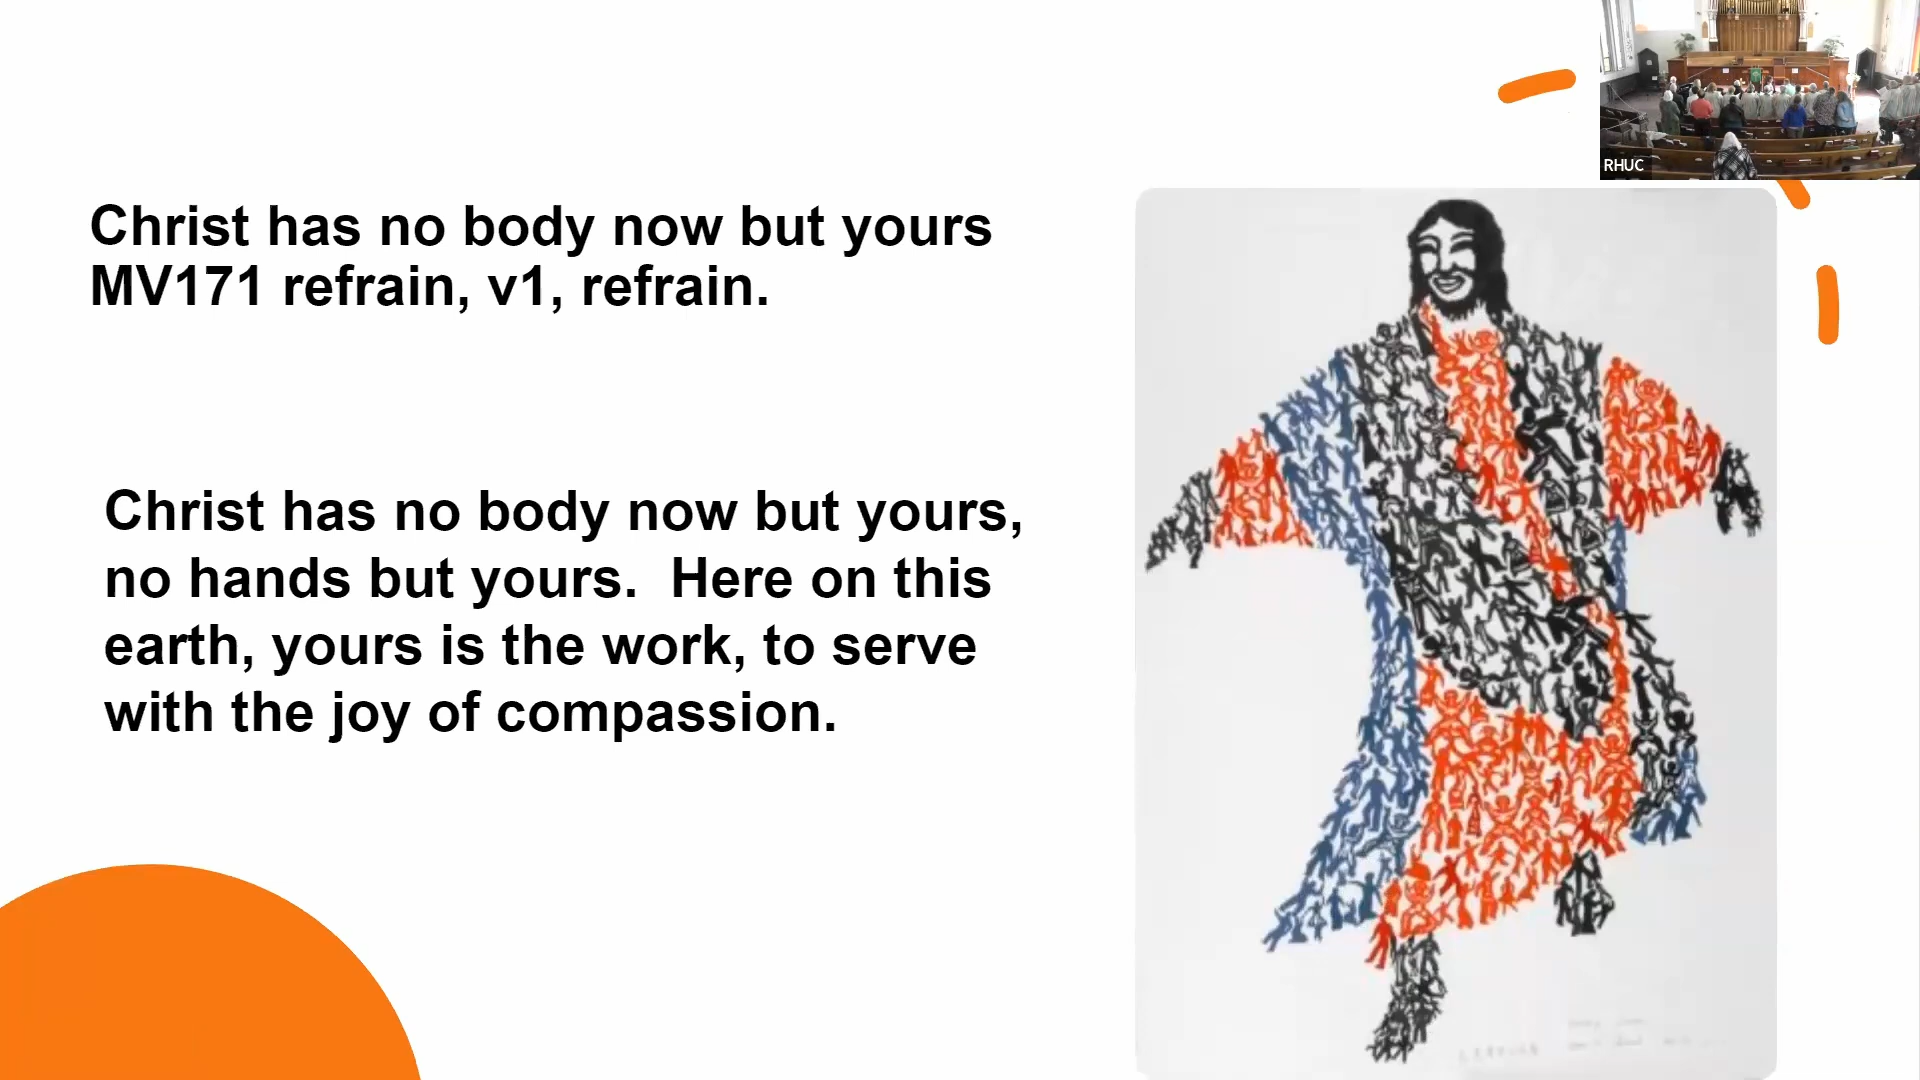 RHUC
Christ has no body now but yours
MV171 refrain, v1, refrain.
Christ has no body now but yours,
no hands but yours.  Here on this
earth, yours is the work, to serve
with the joy of compassion.